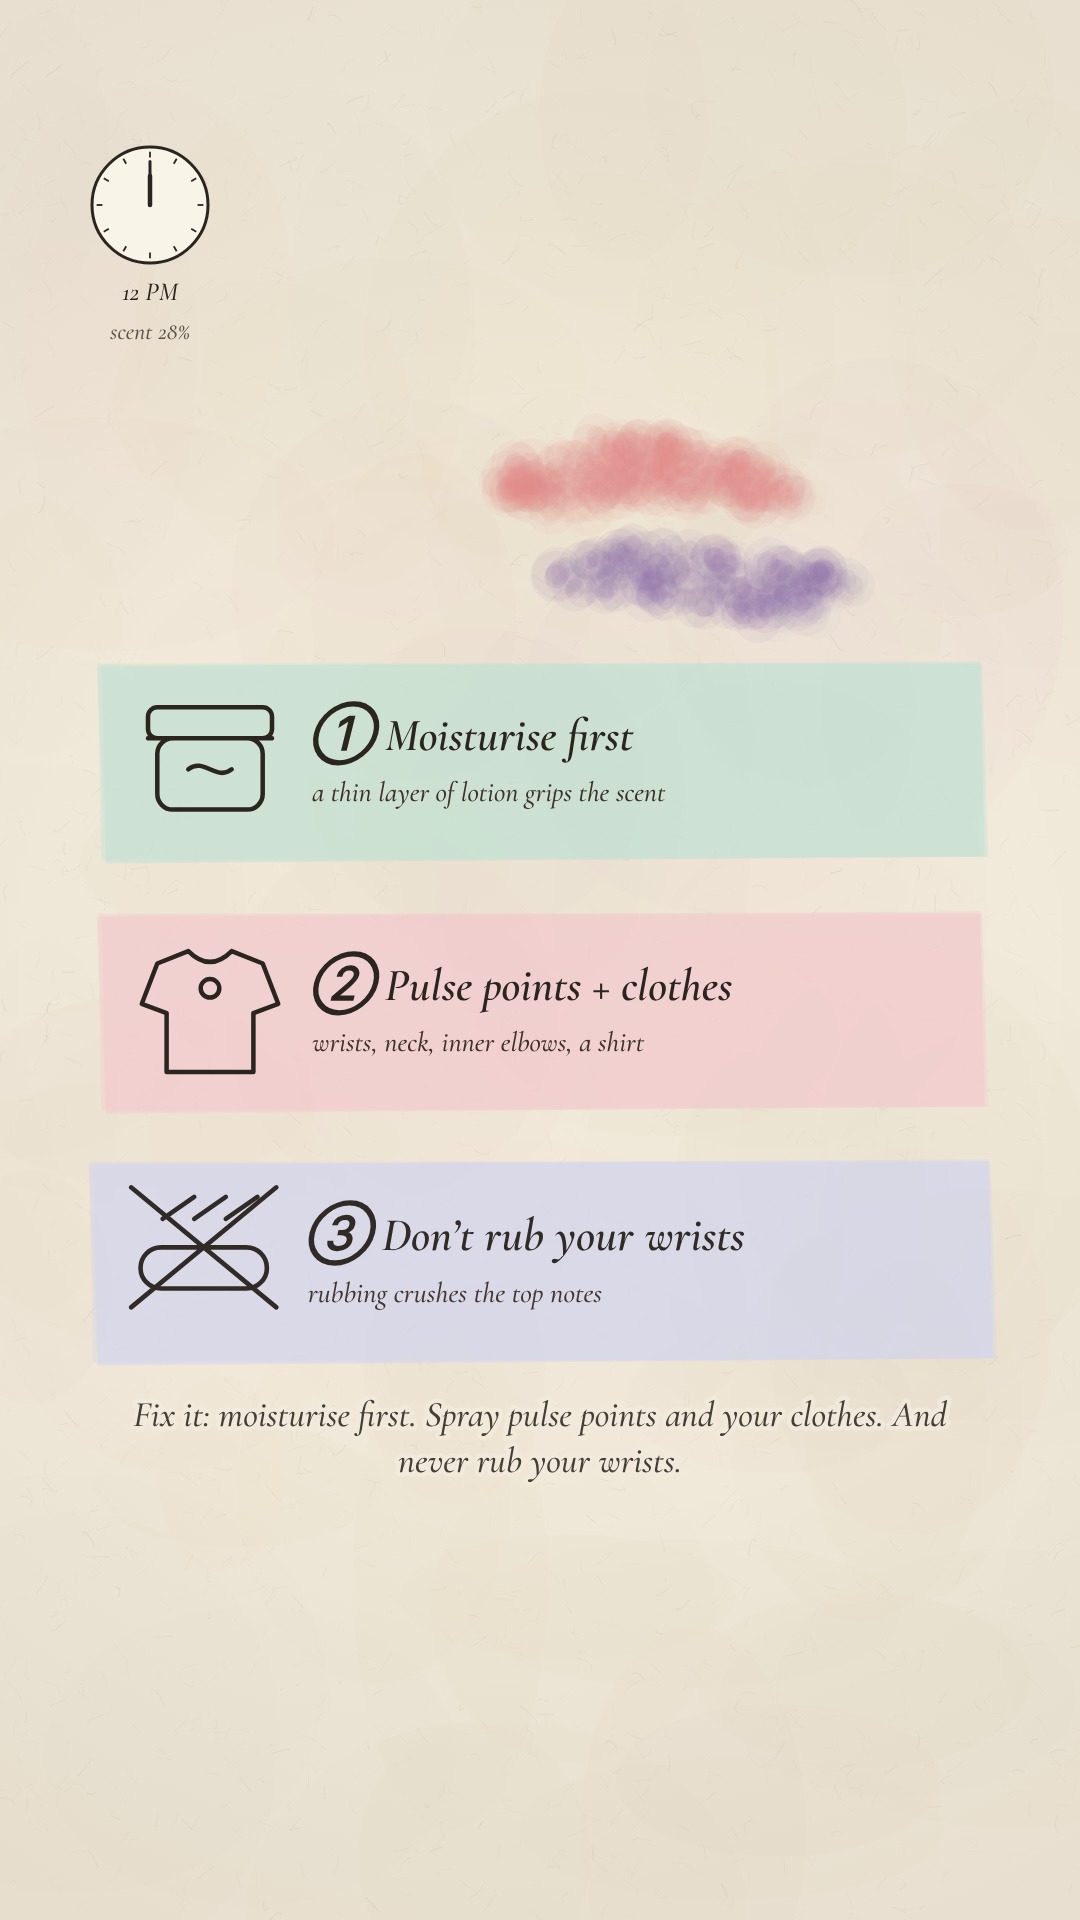 12 PM
scent 28%
① Moisturise first
a thin layer of lotion grips the scent
② Pulse points + clothes
wrists, neck, inner elbows, a shirt
③ Don’t rub your wrists
rubbing crushes the top notes
Fix it: moisturise first. Spray pulse points and your clothes. And
never rub your wrists.